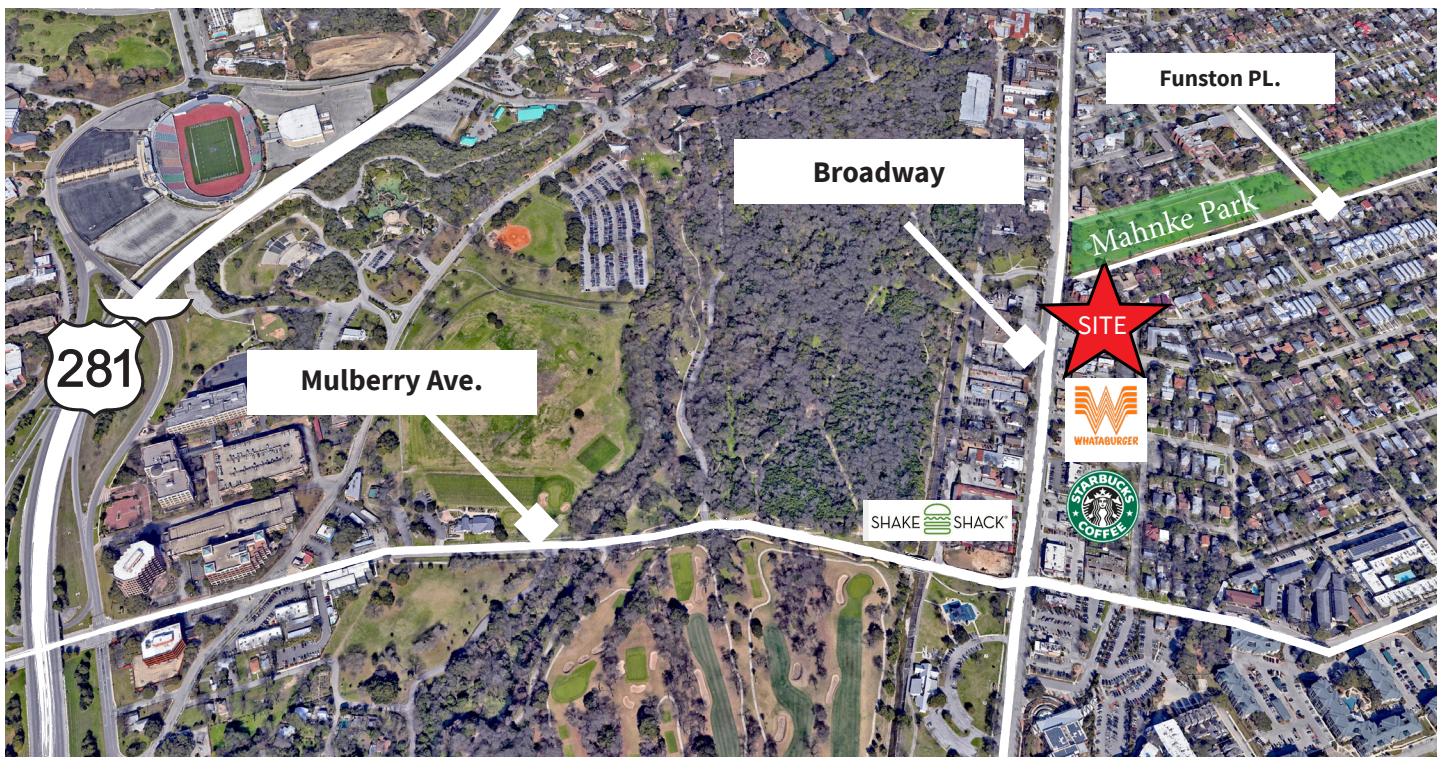 Funston PL.
Broadway
Mahnke Park
SITE
281
Mulberry Ave.
WHATABURGER
STARBUCKS
COFFEE
SHAKE SHACK